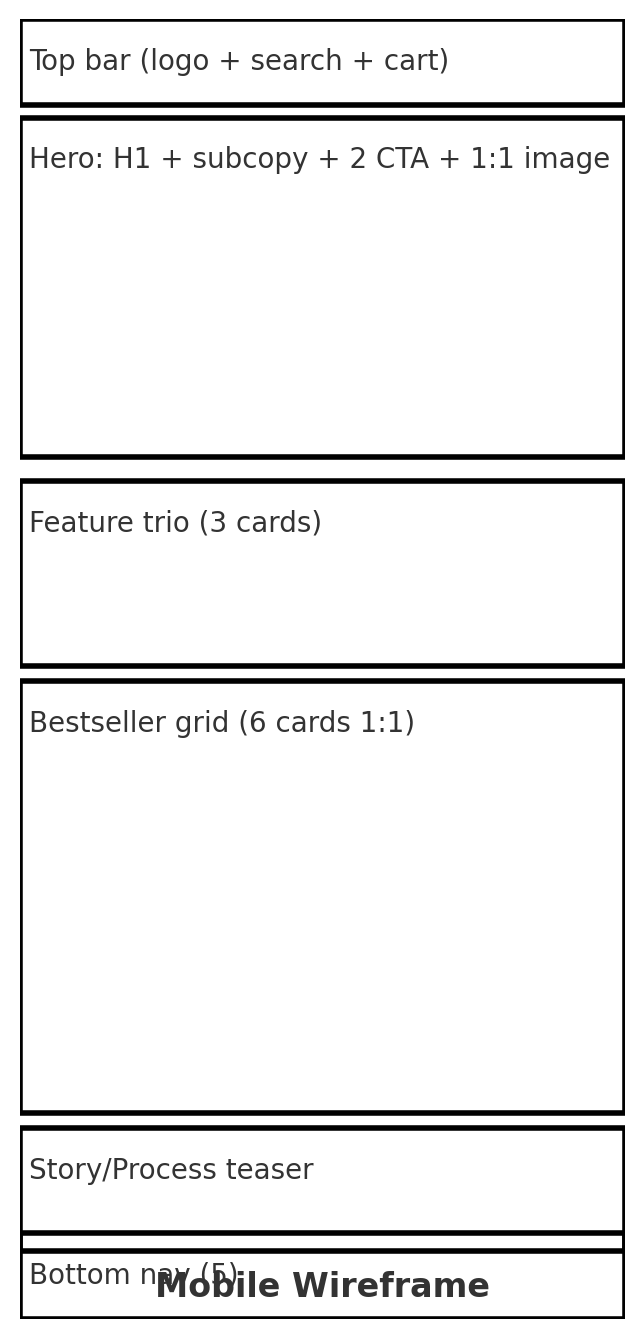 Top bar (logo + search + cart)
Hero: H1 + subcopy + 2 CTA + 1:1 image
Feature trio (3 cards)
Bestseller grid (6 cards 1:1)
Story/Process teaser
Bottom nav (5)
Mobile Wireframe